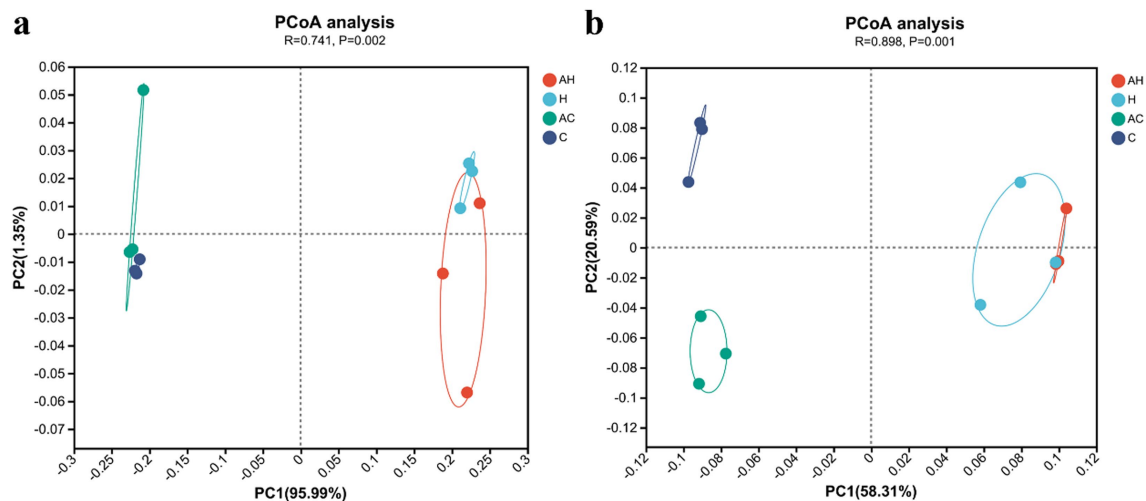 a
PCoA analysis
R=0.741, P=0.002
0.06
0.05
0.04
0.03
0.02
0.01
0
-0.01
-0.02
-0.03
-0.04
-0.05
-0.06
-0.07
PC2(1.35%)
-0.3
-0.25
-0.2
-0.15
-0.1
-0.05
0
0.05
0.1
0.15
0.2
0.25
0.3
PC1(95.99%)
AH
H
AC
C
b
PCoA analysis
R=0.898, P=0.001
0.12
0.1
0.08
0.06
0.04
0.02
0
-0.02
-0.04
-0.06
-0.08
-0.1
-0.12
PC2(20.59%)
-0.12
-0.1
-0.08
-0.06
-0.04
-0.02
0
0.02
0.04
0.06
0.08
0.1
0.12
PC1(58.31%)
AH
H
AC
C